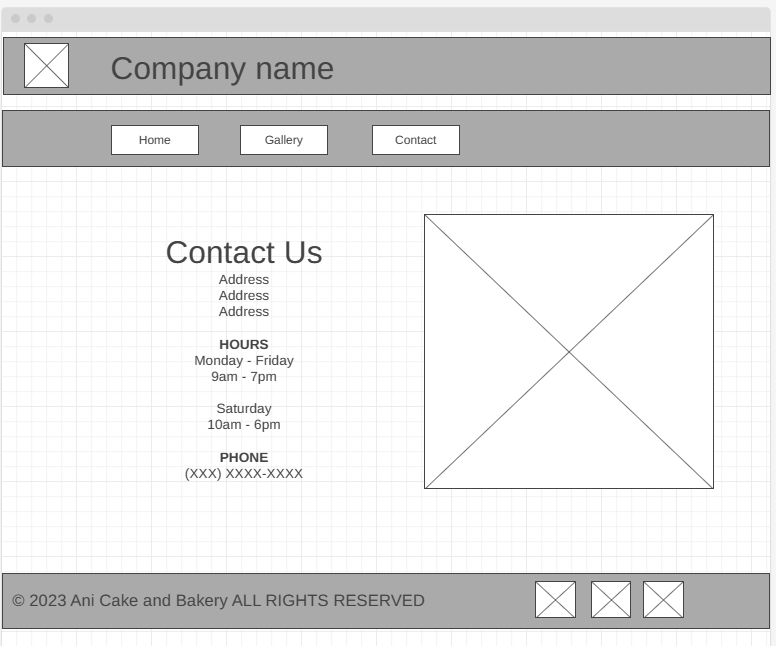 Company name
Home
Gallery
Contact
Contact Us
Address
Address
Address
HOURS
Monday - Friday
9am - 7pm
Saturday
10am - 6pm
PHONE
(XXX) XXXX-XXXX
© 2023 Ani Cake and Bakery ALL RIGHTS RESERVED